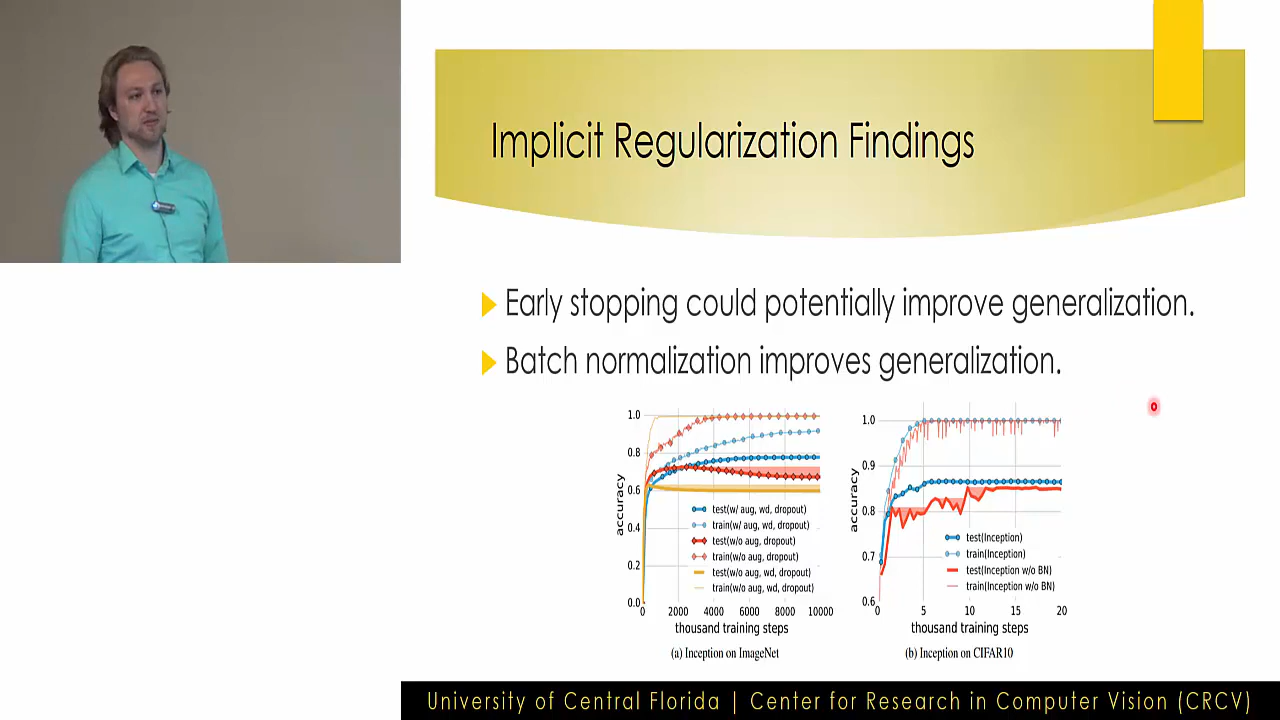 Implicit Regularization Findings
Early stopping could potentially improve generalization.
Batch normalization improves generalization.
1.0
0.8
0.6
0.4
0.2
0.0
accuracy
test(w/ aug, wd, dropout)
train(w/ aug, wd, dropout)
test(w/o aug, dropout)
train(w/o aug, dropout)
test(w/o aug, wd, dropout)
train(w/o aug, wd, dropout)
0 2000 4000 6000 8000 10000
thousand training steps
(a) Inception on ImageNet
1.0
0.9
0.8
0.7
0.6
accuracy
test(Inception)
train(Inception)
test(Inception w/o BN)
train(Inception w/o BN)
0 5 10 15 20
thousand training steps
(b) Inception on CIFAR10
University of Central Florida | Center for Research in Computer Vision (CRCV)